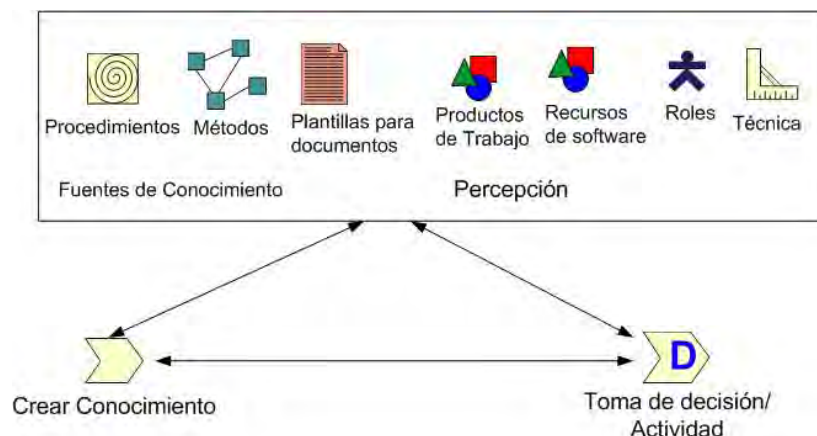 Procedimientos
Métodos
Plantillas para
documentos
Productos
de Trabajo
Recursos
de software
Roles
Técnica
Fuentes de Conocimiento
Percepción
Crear Conocimiento
D
Toma de decisión/
Actividad